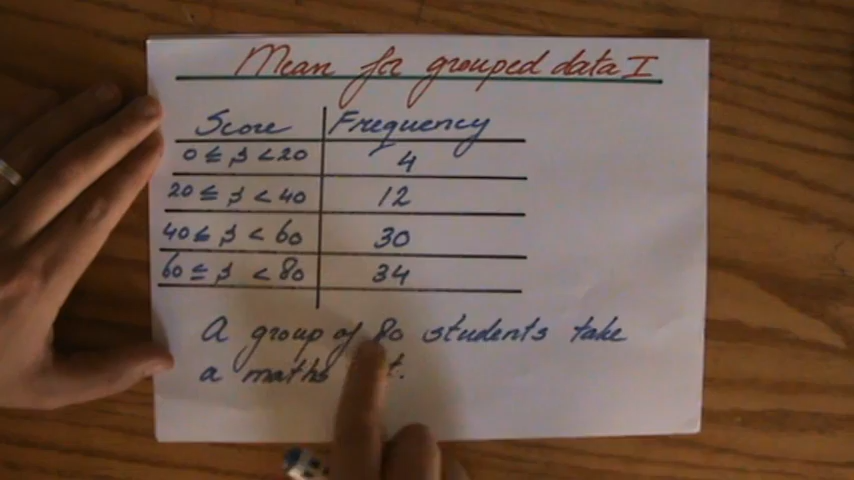 Mean for grouped data I
Score Frequency
0 ≤ s < 20 4
20 ≤ s < 40 12
40 ≤ s < 60 30
60 ≤ s < 80 34
A group of 80 students take
a maths